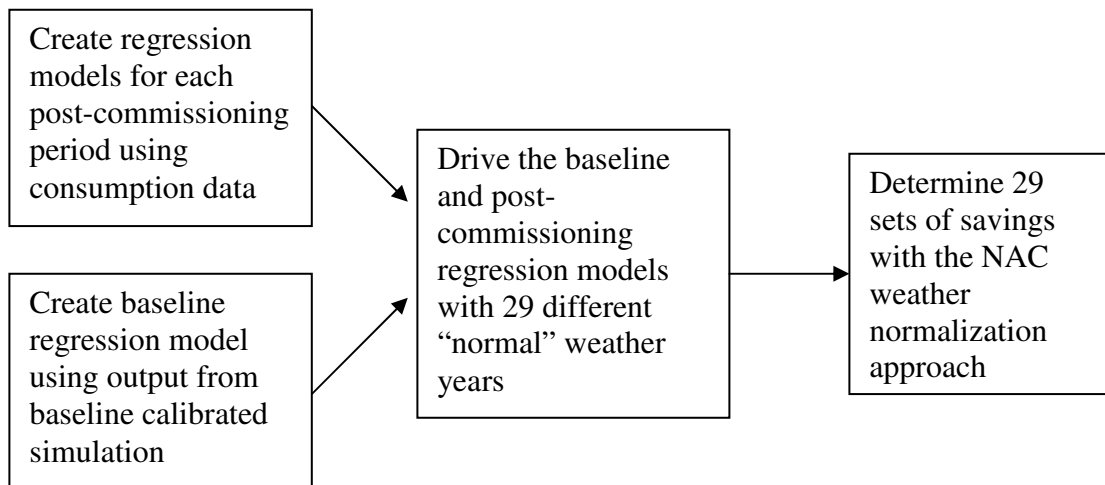 Create regression
models for each
post-commissioning
period using
consumption data
Create baseline
regression model
using output from
baseline calibrated
simulation
Drive the baseline
and post-
commissioning
regression models
with 29 different
“normal” weather
years
Determine 29
sets of savings
with the NAC
weather
normalization
approach